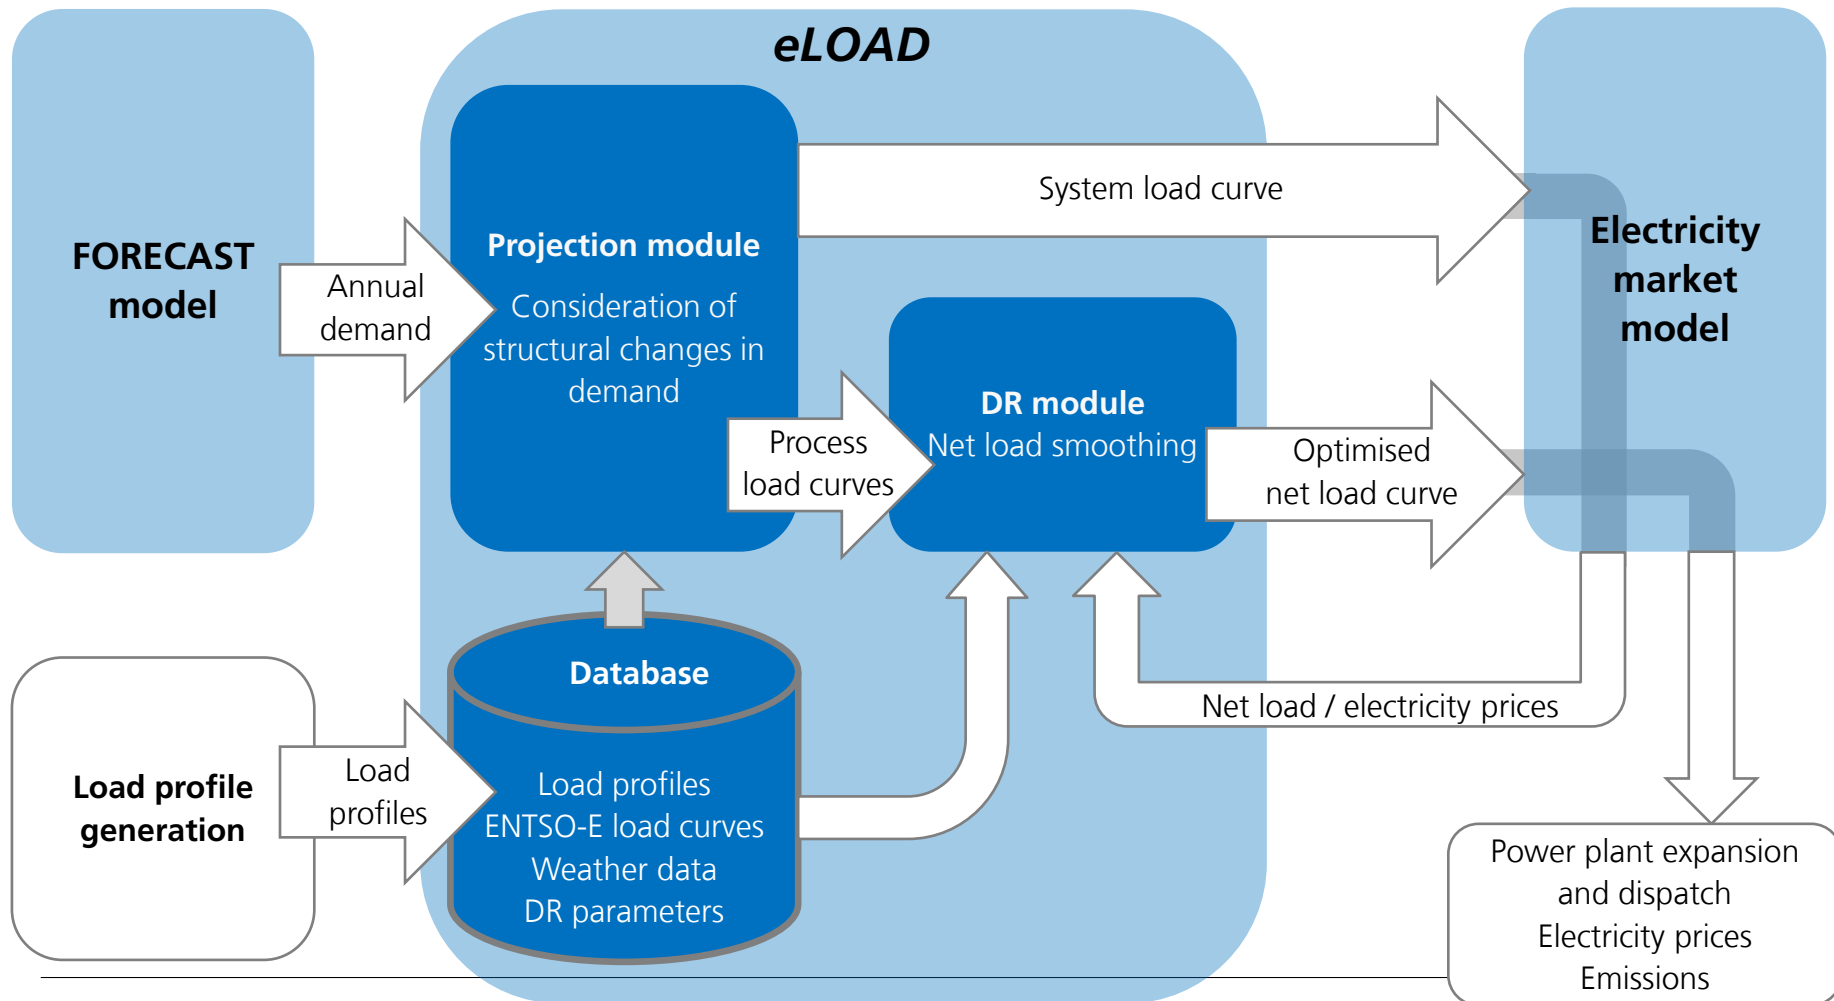 eLOAD
FORECAST
model
Annual
demand
Projection module
Consideration of
structural changes in
demand
System load curve
Electricity
market
model
Process
load curves
DR module
Net load smoothing
Optimised
net load curve
Load profile
generation
Load
profiles
Database
Load profiles
ENTSO-E load curves
Weather data
DR parameters
Net load / electricity prices
Power plant expansion
and dispatch
Electricity prices
Emissions